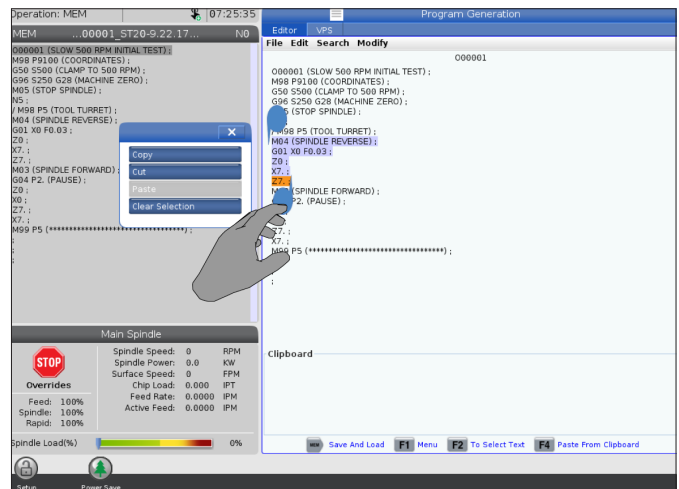 Operation: MEM
07:25:35
MEM ...O0001_ST20-9.22.17... N0
O00001 (SLOW 500 RPM INITIAL TEST) ;
M98 P9100 (COORDINATES) ;
G50 S500 (CLAMP TO 500 RPM) ;
G96 S250 G28 (MACHINE ZERO) ;
M05 (STOP SPINDLE) ;
N5 ;
/ M98 P5 (TOOL TURRET) ;
M04 (SPINDLE REVERSE) ;
G01 X0 F0.03 ;
Z0 ;
X7. ;
Z7. ;
M03 (SPINDLE FORWARD) ;
G04 P2. (PAUSE) ;
Z0 ;
X0 ;
Z7. ;
X7. ;
M99 P5 (********************************) ;
;
;
;
Copy
Cut
Paste
Clear Selection
Main Spindle
STOP
Overrides
Feed: 100%
Spindle: 100%
Rapid: 100%
Spindle Speed: 0 RPM
Spindle Power: 0.0 KW
Surface Speed: 0 FPM
Chip Load: 0.000 IPT
Feed Rate: 0.0000 IPM
Active Feed: 0.0000 IPM
Spindle Load(%) 0%
Setup
Power Save
Program Generation
Editor VPS
File Edit Search Modify
O00001
O00001 (SLOW 500 RPM INITIAL TEST) ;
M98 P9100 (COORDINATES) ;
G50 S500 (CLAMP TO 500 RPM) ;
G96 S250 G28 (MACHINE ZERO) ;
(STOP SPINDLE) ;
/ M98 P5 (TOOL TURRET) ;
M04 (SPINDLE REVERSE) ;
G01 X0 F0.03 ;
Z0 ;
X7. ;
Z7. ;
(SPINDLE FORWARD) ;
P2. (PAUSE) ;
Z7. ;
X7. ;
M99 P5 (********************************) ;
;
Clipboard
MEM Save And Load F1 Menu F2 To Select Text F4 Paste From Clipboard